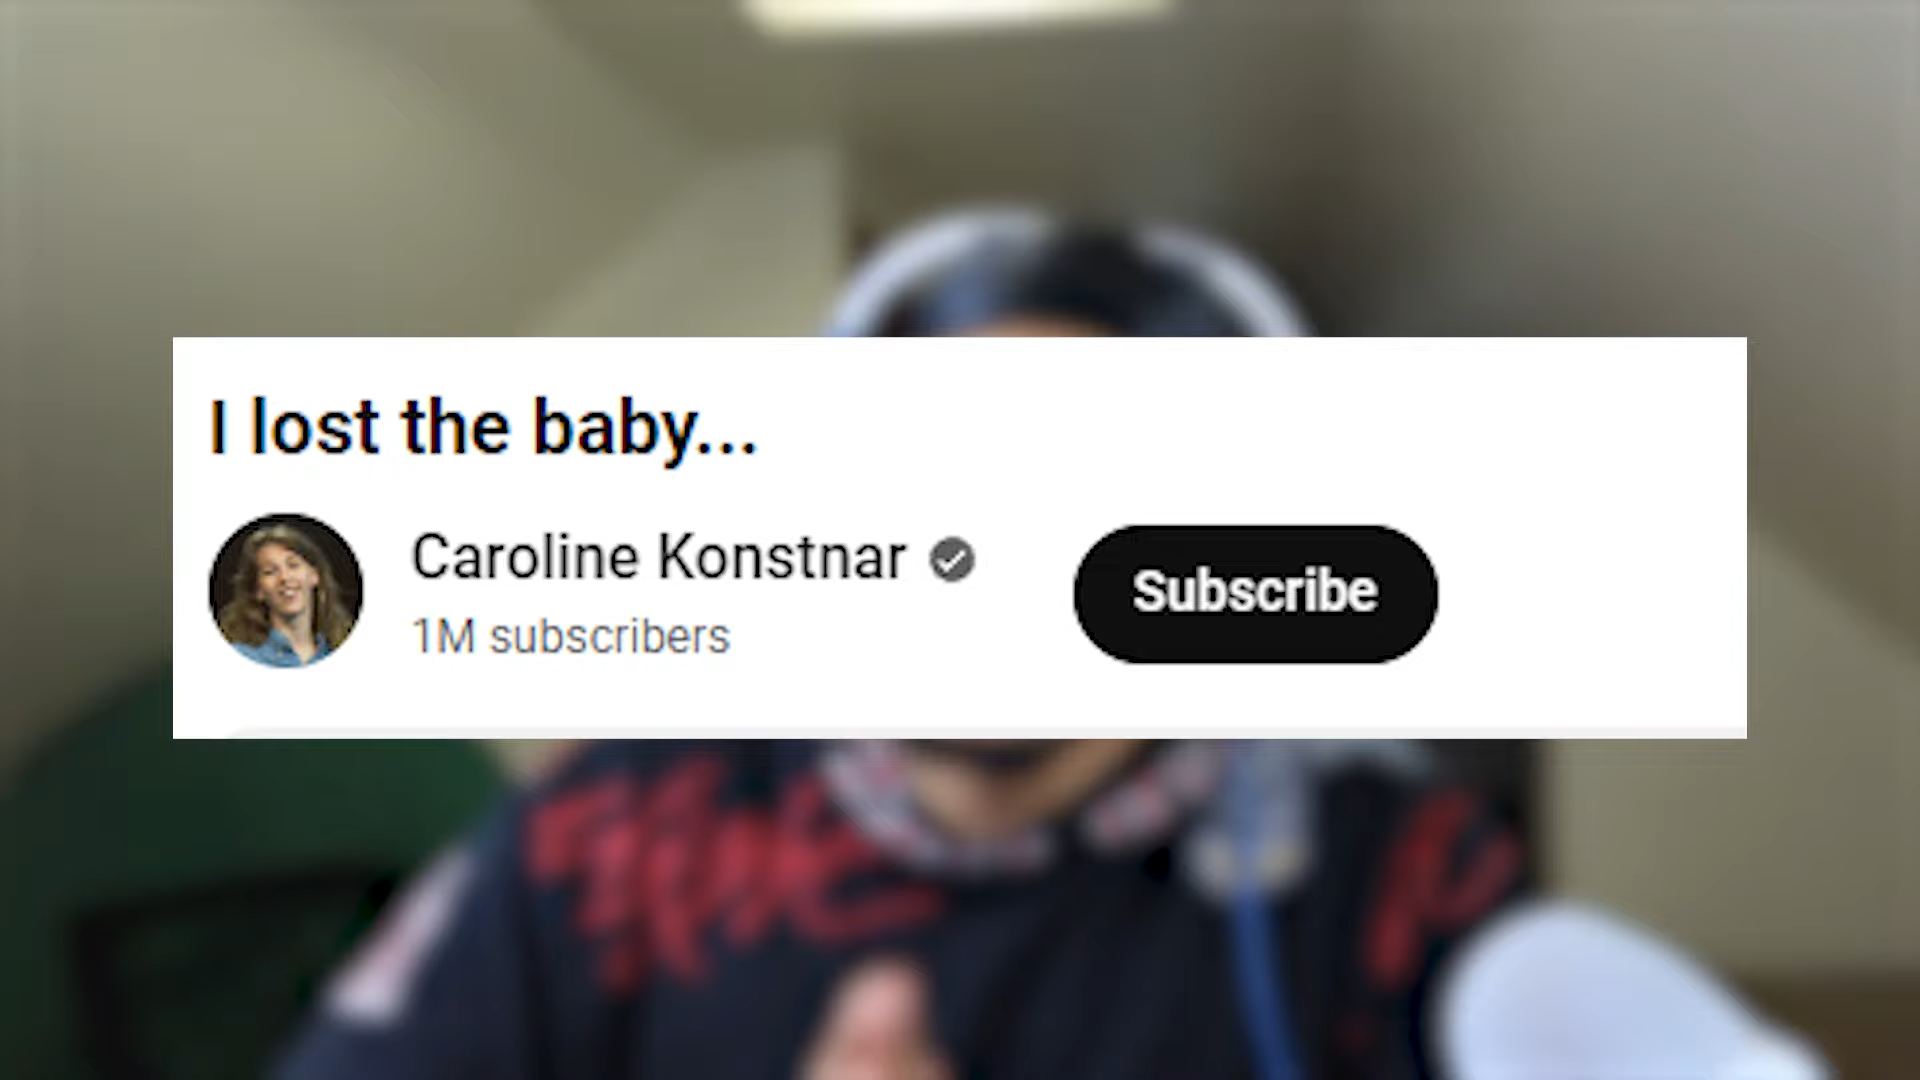 I lost the baby...
Caroline Konstnar
1M subscribers
Subscribe